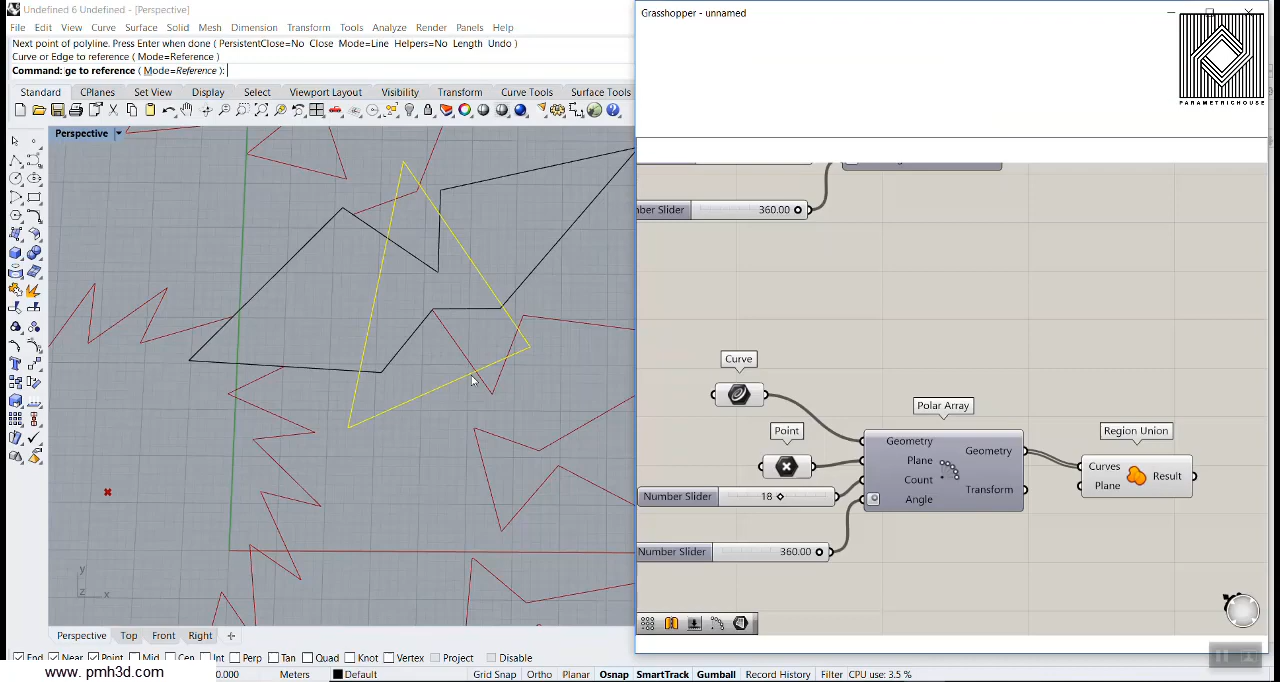 Undefined 6 Undefined - [Perspective]
File Edit View Curve Surface Solid Mesh Dimension Transform Tools Analyze Render Panels Help
Next point of polyline. Press Enter when done ( PersistentClose=No Close Mode=Line Helpers=No Length Undo )
Curve or Edge to reference ( Mode=Reference )
Command: ge to reference ( Mode=Reference ):
Standard CPlanes Set View Display Select Viewport Layout Visibility Transform Curve Tools Surface Tools
Perspective
y
z x
Perspective Top Front Right
End Near Point Mid Cen Int Perp Tan Quad Knot Vertex Project Disable
www. pmh3d.com
0.000 Meters Default Grid Snap Ortho Planar Osnap SmartTrack Gumball Record History Filter CPU use: 3.5 %
Grasshopper - unnamed
PARAMETRICHOUSE
ber Slider 360.00
Curve
Point
Polar Array
Geometry
Plane
Count
Angle
Geometry
Transform
Number Slider 18
Number Slider 360.00
Region Union
Curves
Plane
Result